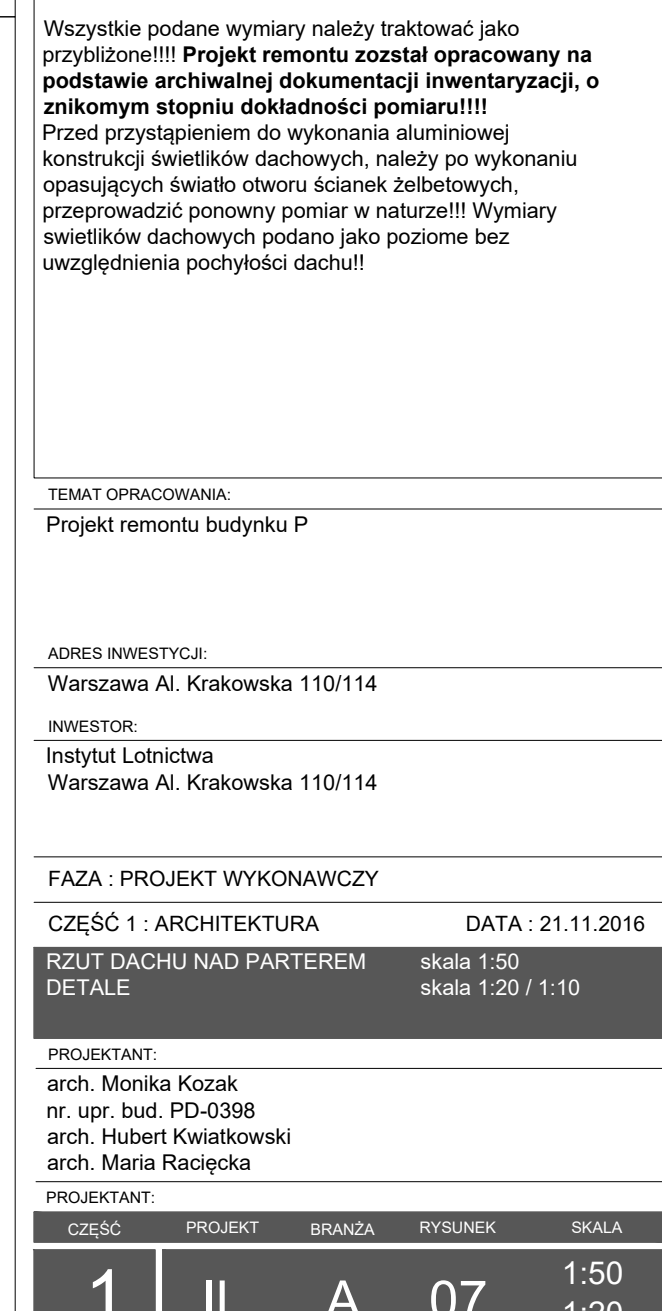 Wszystkie podane wymiary należy traktować jako
przybliżone!!!! Projekt remontu zozstał opracowany na
podstawie archiwalnej dokumentacji inwentaryzacji, o
znikomym stopniu dokładności pomiaru!!!!
Przed przystąpieniem do wykonania aluminiowej
konstrukcji świetlików dachowych, należy po wykonaniu
opasujących światło otworu ścianek żelbetowych,
przeprowadzić ponowny pomiar w naturze!!! Wymiary
swietlików dachowych podano jako poziome bez
uwzględnienia pochyłości dachu!!
TEMAT OPRACOWANIA:
Projekt remontu budynku P
ADRES INWESTYCJI:
Warszawa Al. Krakowska 110/114
INWESTOR:
Instytut Lotnictwa
Warszawa Al. Krakowska 110/114
FAZA : PROJEKT WYKONAWCZY
CZĘŚĆ 1 : ARCHITEKTURA DATA : 21.11.2016
RZUT DACHU NAD PARTEREM skala 1:50
DETALE skala 1:20 / 1:10
PROJEKTANT:
arch. Monika Kozak
nr. upr. bud. PD-0398
arch. Hubert Kwiatkowski
arch. Maria Racięcka
PROJEKTANT:
CZĘŚĆ PROJEKT BRANŻA RYSUNEK SKALA
1 II A 07 1:50
1:20